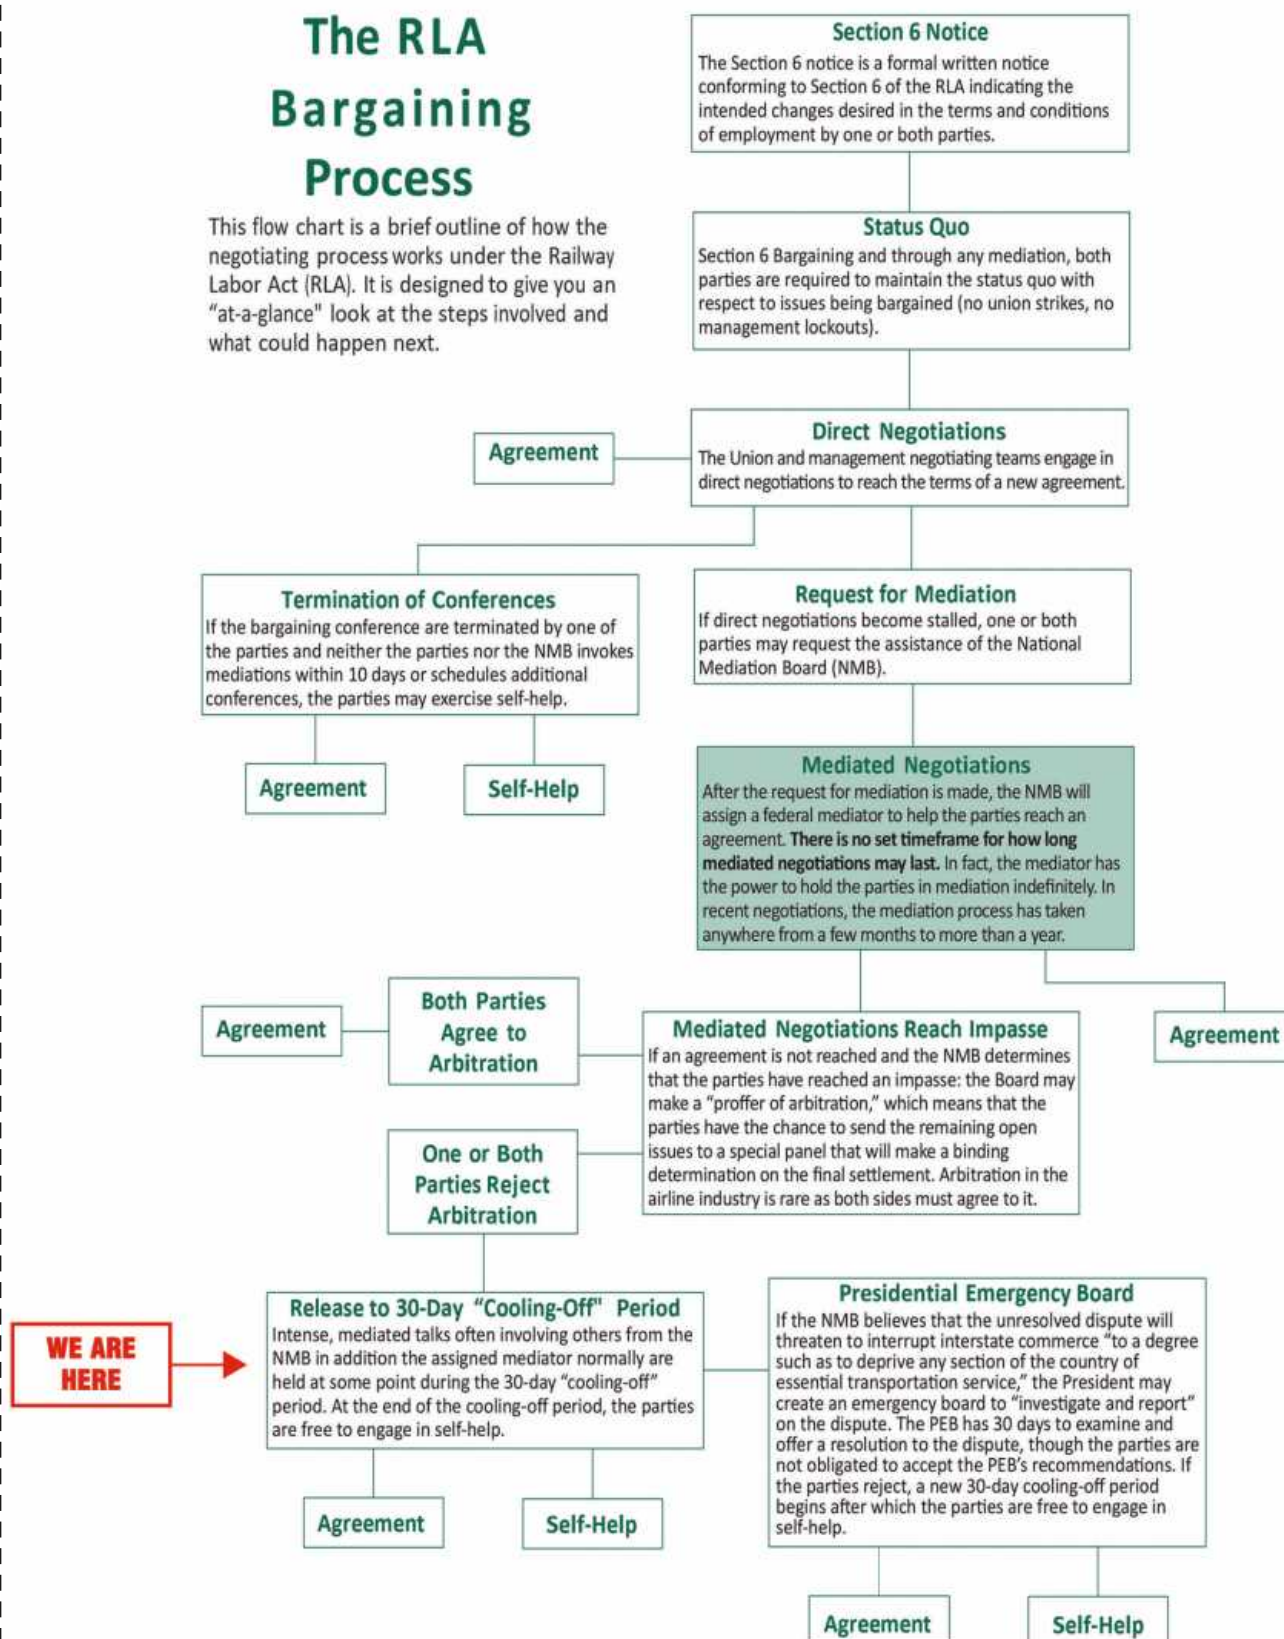 The RLA
Bargaining
Process
This flow chart is a brief outline of how the
negotiating process works under the Railway
Labor Act (RLA). It is designed to give you an
“at-a-glance" look at the steps involved and
what could happen next.
Section 6 Notice
The Section 6 notice is a formal written notice
conforming to Section 6 of the RLA indicating the
intended changes desired in the terms and conditions
of employment by one or both parties.
Status Quo
Section 6 Bargaining and through any mediation, both
parties are required to maintain the status quo with
respect to issues being bargained (no union strikes, no
management lockouts).
Direct Negotiations
The Union and management negotiating teams engage in
direct negotiations to reach the terms of a new agreement.
Agreement
Termination of Conferences
If the bargaining conference are terminated by one of
the parties and neither the parties nor the NMB invokes
mediations within 10 days or schedules additional
conferences, the parties may exercise self-help.
Agreement
Self-Help
Request for Mediation
If direct negotiations become stalled, one or both
parties may request the assistance of the National
Mediation Board (NMB).
Mediated Negotiations
After the request for mediation is made, the NMB will
assign a federal mediator to help the parties reach an
agreement. There is no set timeframe for how long
mediated negotiations may last. In fact, the mediator has
the power to hold the parties in mediation indefinitely. In
recent negotiations, the mediation process has taken
anywhere from a few months to more than a year.
Agreement
Both Parties
Agree to
Arbitration
Mediated Negotiations Reach Impasse
If an agreement is not reached and the NMB determines
that the parties have reached an impasse: the Board may
make a “proffer of arbitration,” which means that the
parties have the chance to send the remaining open
issues to a special panel that will make a binding
determination on the final settlement. Arbitration in the
airline industry is rare as both sides must agree to it.
Agreement
One or Both
Parties Reject
Arbitration
WE ARE
HERE
Release to 30-Day “Cooling-Off" Period
Intense, mediated talks often involving others from the
NMB in addition the assigned mediator normally are
held at some point during the 30-day “cooling-off”
period. At the end of the cooling-off period, the parties
are free to engage in self-help.
Agreement
Self-Help
Presidential Emergency Board
If the NMB believes that the unresolved dispute will
threaten to interrupt interstate commerce “to a degree
such as to deprive any section of the country of
essential transportation service,” the President may
create an emergency board to “investigate and report”
on the dispute. The PEB has 30 days to examine and
offer a resolution to the dispute, though the parties are
not obligated to accept the PEB’s recommendations. If
the parties reject, a new 30-day cooling-off period
begins after which the parties are free to engage in
self-help.
Agreement
Self-Help